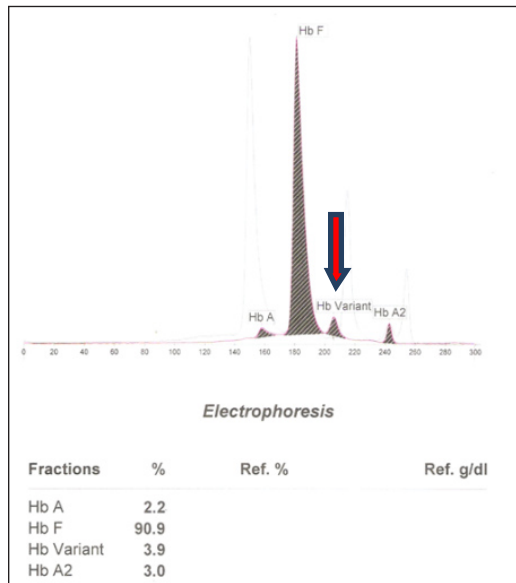 Hb F
Hb Variant
Hb A
Hb A2
0 20 40 60 80 100 120 140 160 180 200 220 240 260 280 300
Electrophoresis
Fractions % Ref. % Ref. g/dl
Hb A 2.2
Hb F 90.9
Hb Variant 3.9
Hb A2 3.0